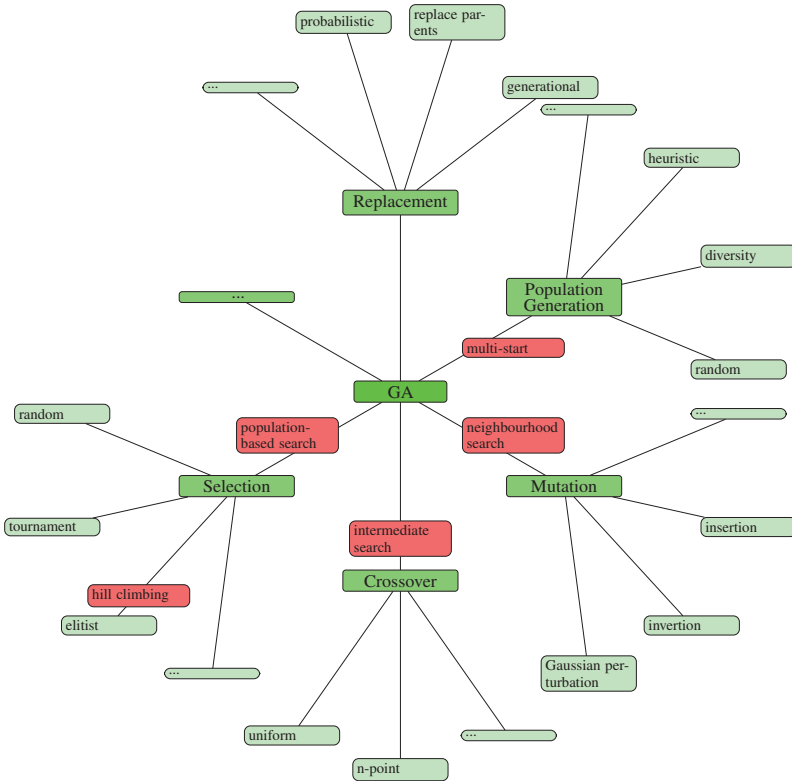 probabilistic
replace par-
ents
...
generational
...
heuristic
Replacement
diversity
Population
Generation
...
multi-start
random
GA
random
population-
based search
neighbourhood
search
...
Selection
Mutation
tournament
insertion
intermediate
search
Crossover
hill climbing
elitist
invertion
...
Gaussian per-
turbation
uniform
...
n-point